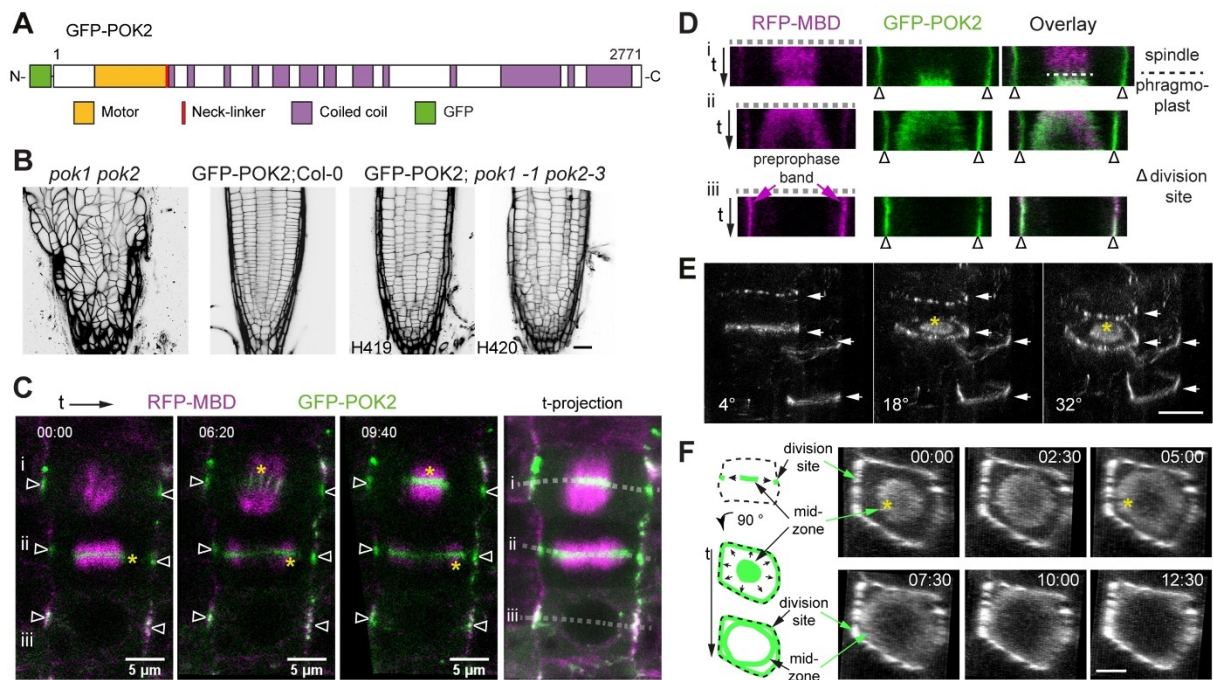 A
GFP-POK2
1
2771
N-
-C
Motor
Neck-linker
Coiled coil
GFP
B
pok1 pok2
GFP-POK2;Col-0
GFP-POK2; pok1 -1 pok2-3
H419
H420
C
t
RFP-MBD
GFP-POK2
t-projection
00:00
06:20
09:40
i
i
ii
ii
iii
iii
5 µm
5 µm
5 µm
D
RFP-MBD
GFP-POK2
Overlay
i
t
spindle
phragmo-
plast
ii
t
preprophase
band
Δ division
site
iii
t
E
*
*
4°
18°
32°
F
division
site
mid-
zone
90 °
t
division
site
mid-
zone
00:00
02:30
05:00
*
*
07:30
10:00
12:30